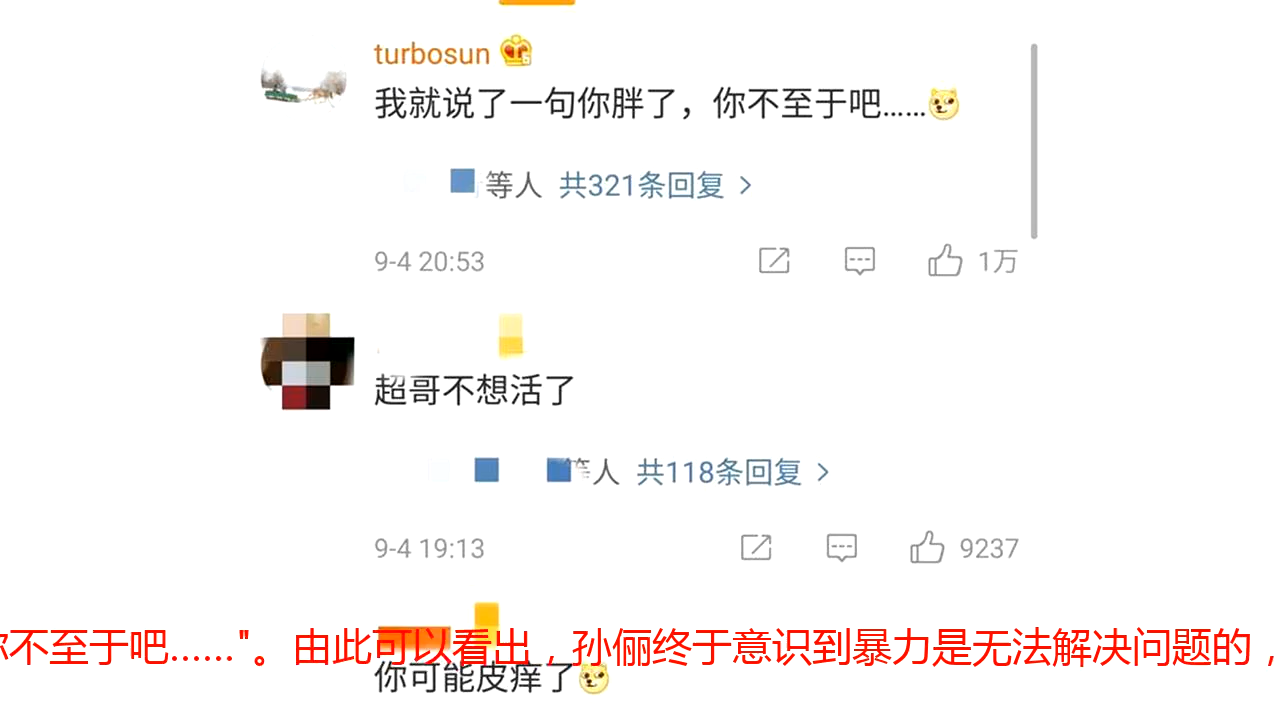 turbosun
我就说了一句你胖了，你不至于吧……
等人 共321条回复 >
9-4 20:53 1万
超哥不想活了
等人 共118条回复 >
9-4 19:13 9237
不至于吧……"。由此可以看出，孙俪终于意识到暴力是无法解决问题的，
你可能皮痒了